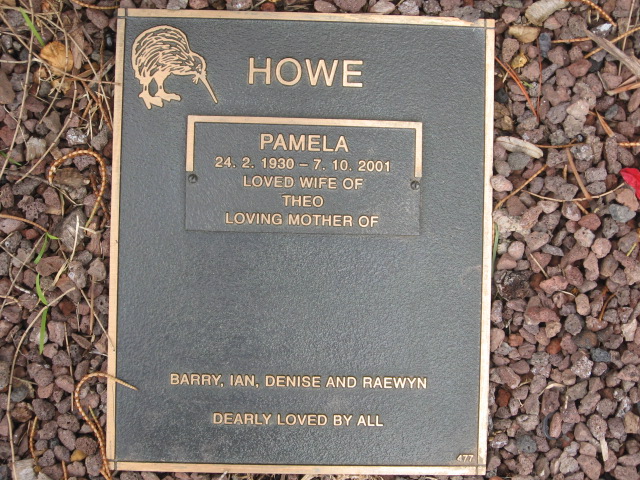 HOWE
PAMELA
24. 2. 1930 – 7. 10. 2001
LOVED WIFE OF
THEO
LOVING MOTHER OF
BARRY, IAN, DENISE AND RAEWYN
DEARLY LOVED BY ALL
477